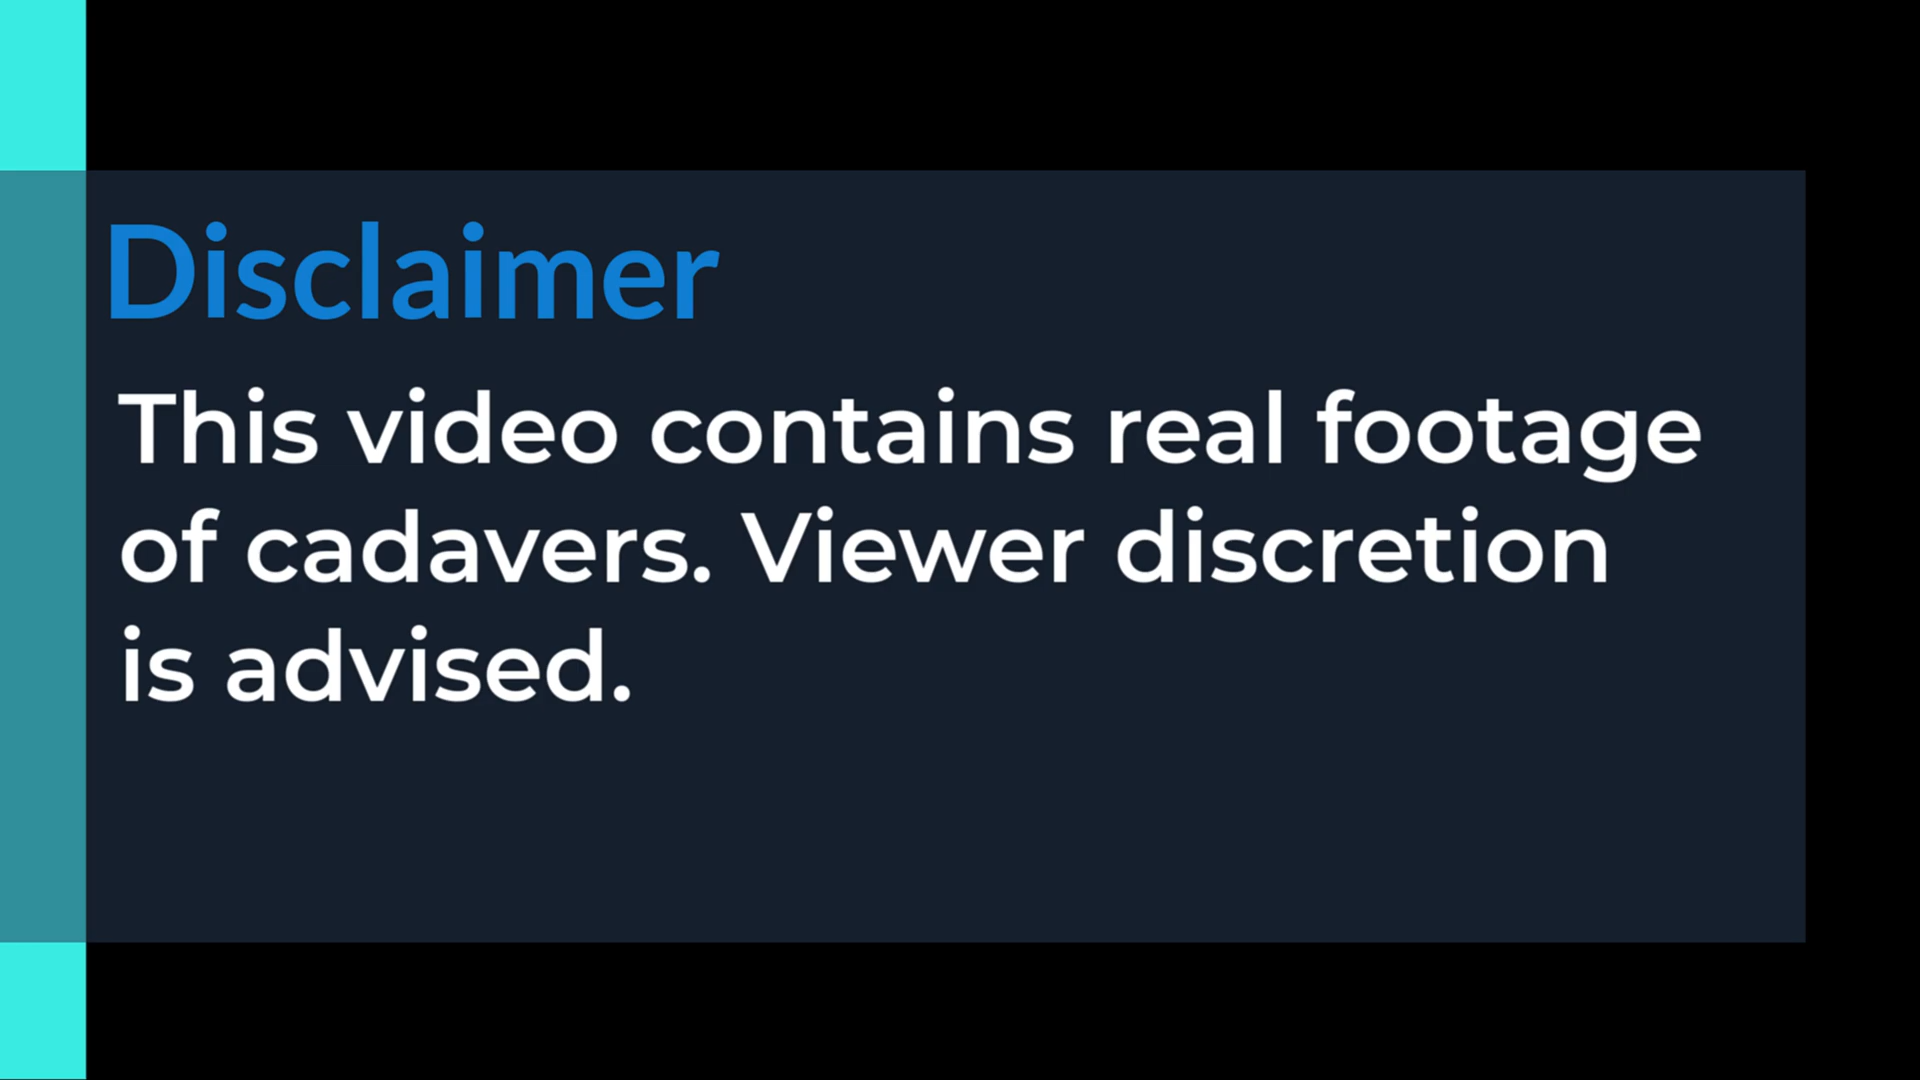 Disclaimer
This video contains real footage
of cadavers. Viewer discretion
is advised.